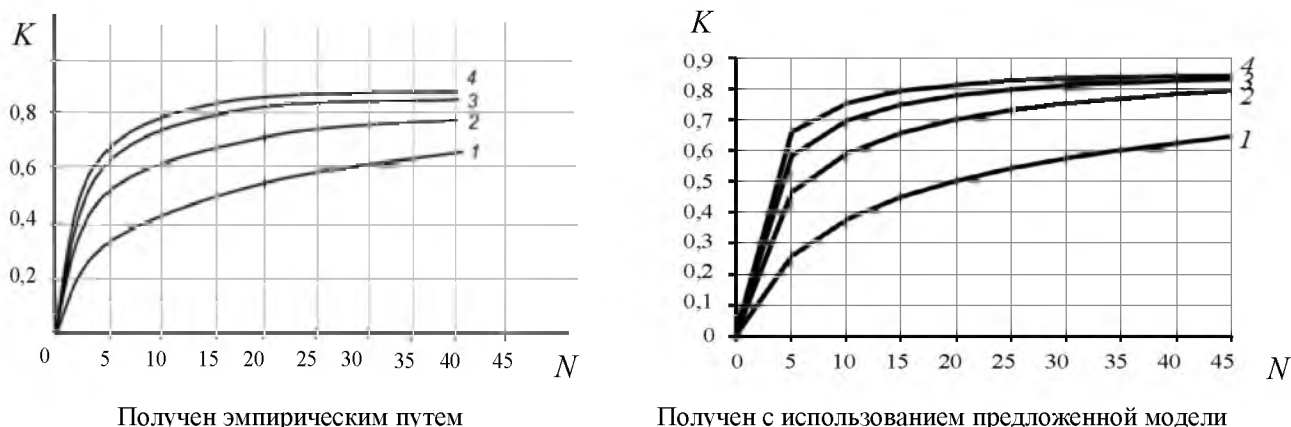 K
0,8
0,6
0,4
0,2
4
3
2
1
0 5 10 15 20 25 30 35 40 45
N
Получен эмпирическим путем
K
0,9
0,8
0,7
0,6
0,5
0,4
0,3
0,2
0,1
0
4
3
2
1
0 5 10 15 20 25 30 35 40 45
N
Получен с использованием предложенной модели